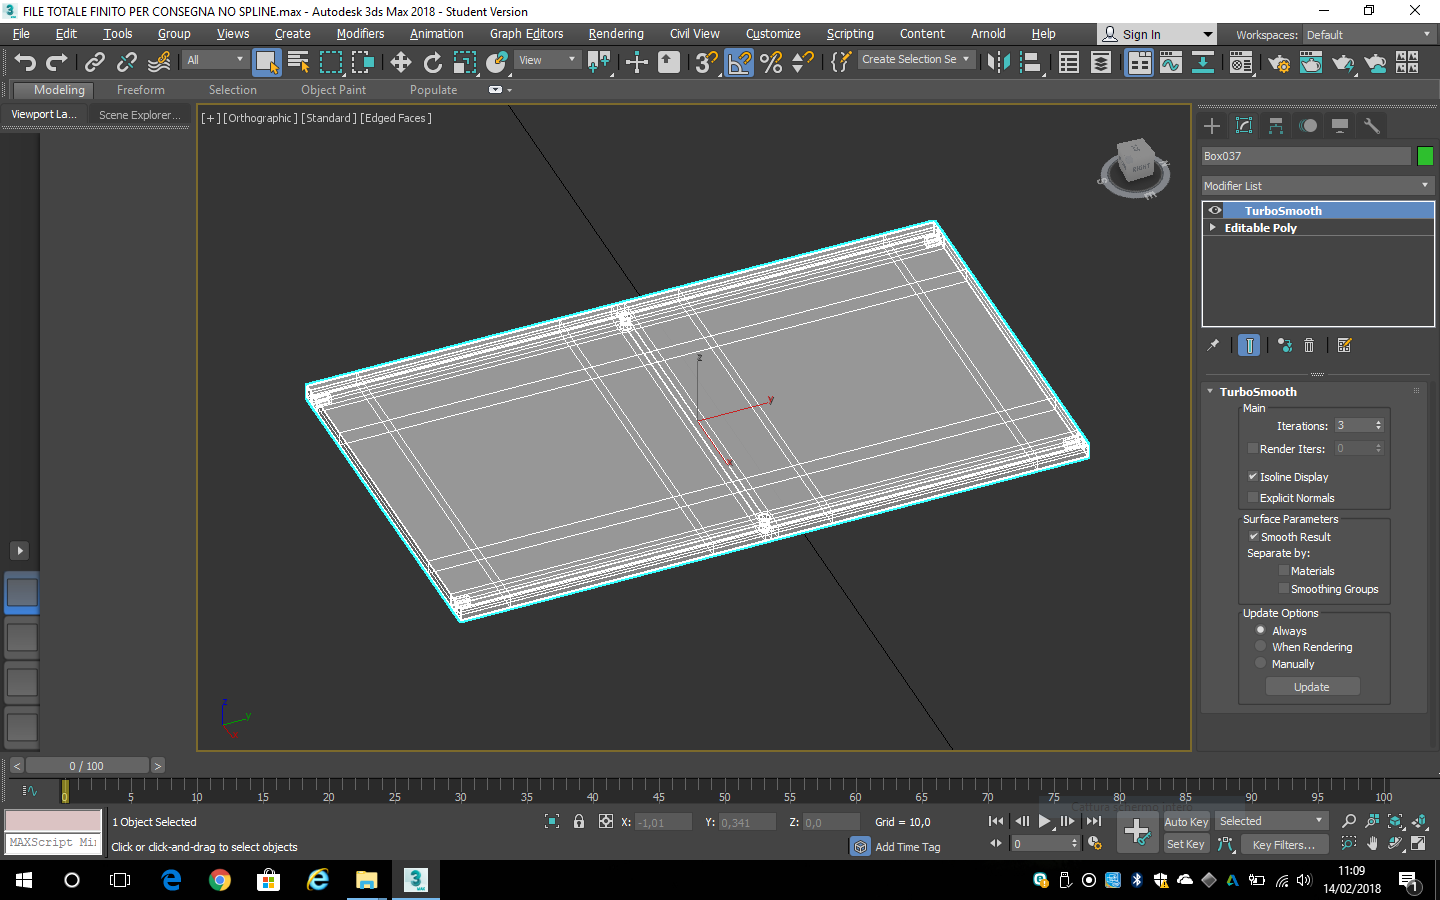 FILE TOTALE FINITO PER CONSEGNA NO SPLINE.max - Autodesk 3ds Max 2018 - Student Version
File Edit Tools Group Views Create Modifiers Animation Graph Editors Rendering Civil View Customize Scripting Content Arnold Help Sign In Workspaces: Default
All View Create Selection Se
Modeling Freeform Selection Object Paint Populate
Viewport La... Scene Explorer...
[+] [Orthographic] [Standard] [Edged Faces]
Box037
Modifier List
TurboSmooth
Editable Poly
TurboSmooth
Main
Iterations: 3
Render Iters: 0
Isoline Display
Explicit Normals
Surface Parameters
Smooth Result
Separate by:
Materials
Smoothing Groups
Update Options
Always
When Rendering
Manually
Update
z
y
x
z
y
x
< 0 / 100 >
0 5 10 15 20 25 30 35 40 45 50 55 60 65 70 75 80 85 90 95 100
Cattura schermo intero
1 Object Selected X: -1,01 Y: 0,341 Z: 0,0 Grid = 10,0 Auto Key Selected
MAXScript Mi Click or click-and-drag to select objects Add Time Tag 0 Set Key Key Filters...
11:09
14/02/2018
1